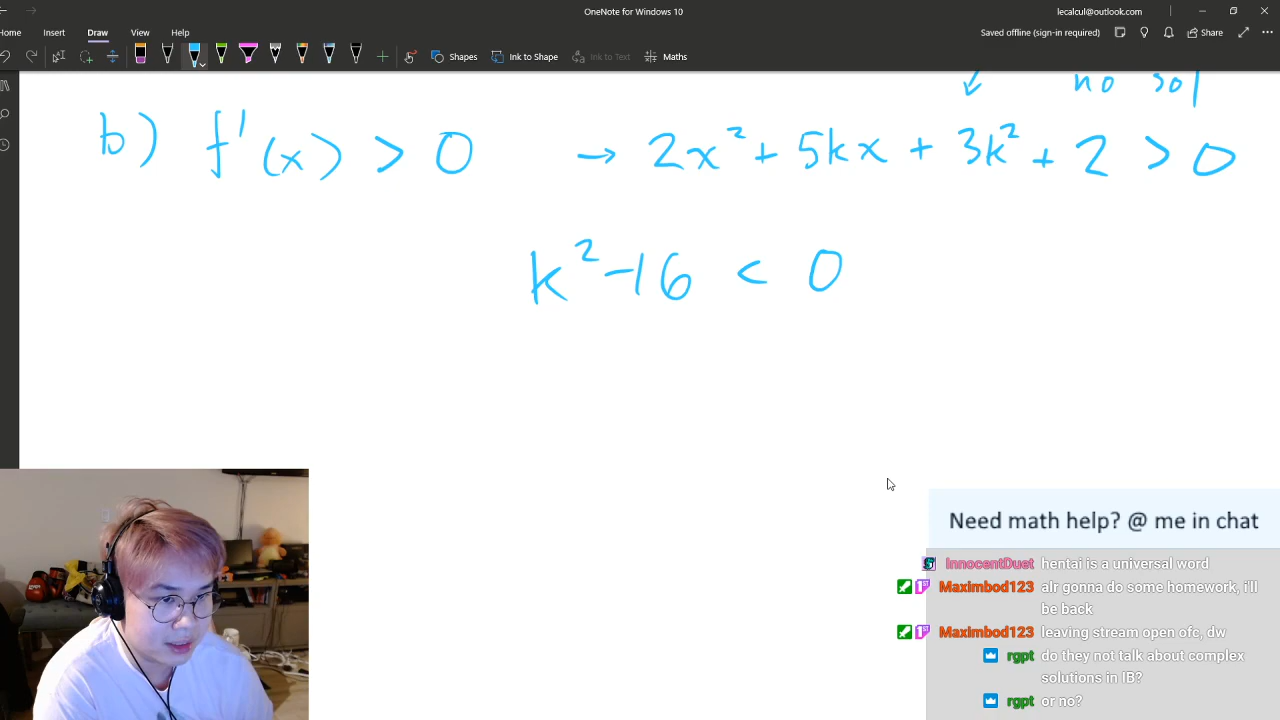 OneNote for Windows 10
lecalcul@outlook.com
Home Insert Draw View Help
Saved offline (sign-in required)
Share
Shapes
Ink to Shape
Ink to Text
Maths
no sol
b) f'(x) > 0 → 2x² + 5kx + 3k² + 2 > 0
k² - 16 < 0
Need math help? @ me in chat
InnocentDuet hentai is a universal word
Maximbod123 alr gonna do some homework, i'll
be back
Maximbod123 leaving stream open ofc, dw
rgpt do they not talk about complex
solutions in IB?
rgpt or no?